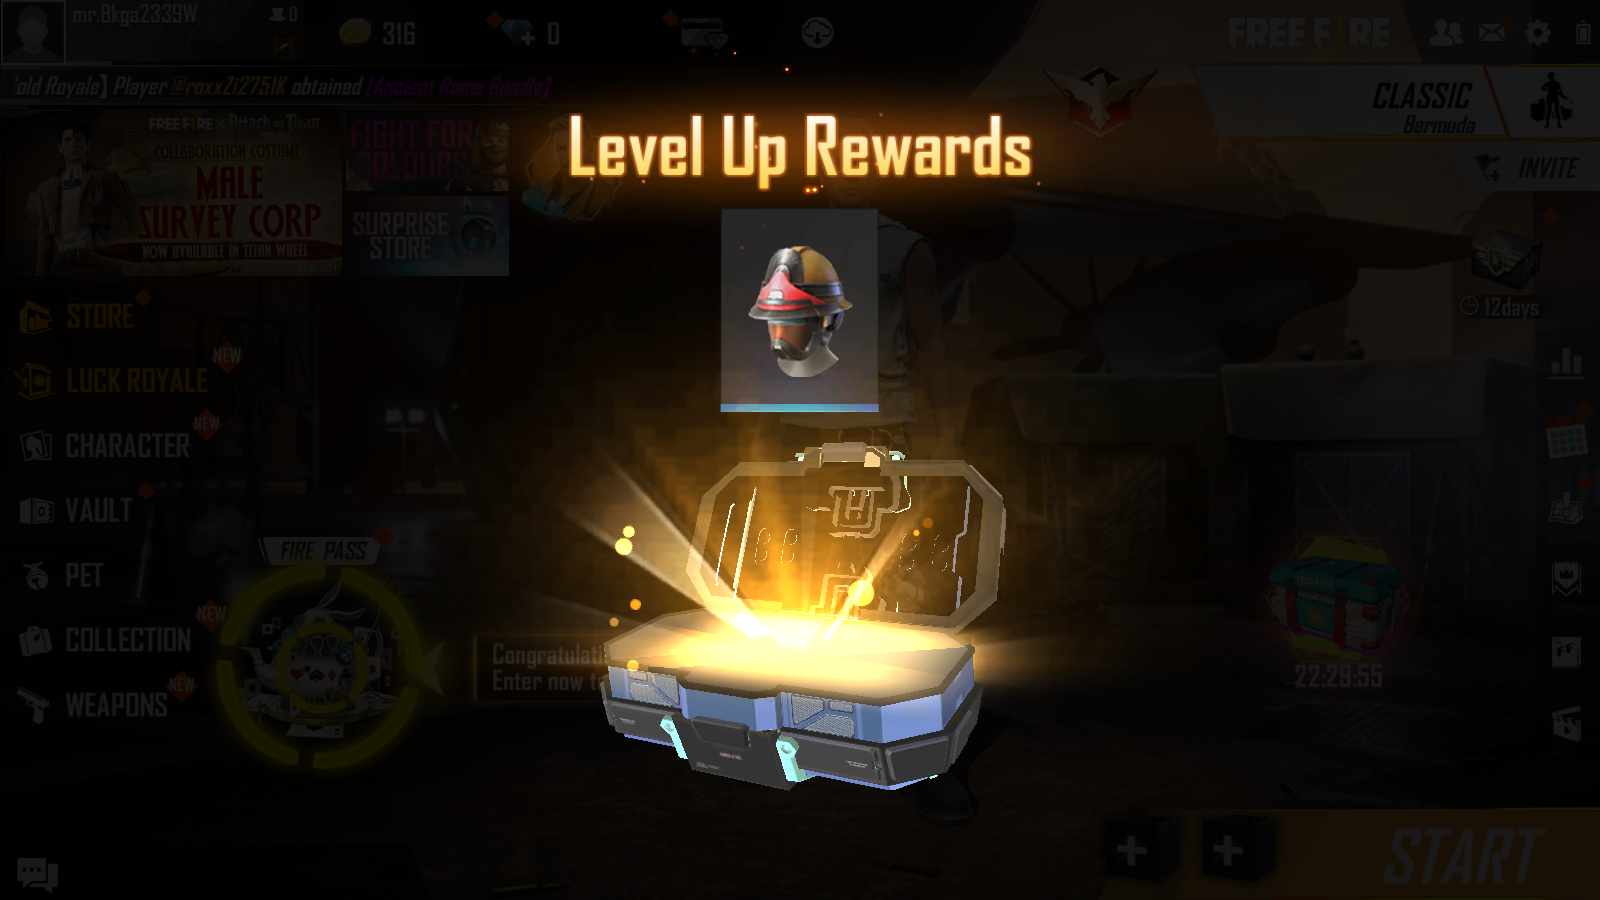 mr.Bkga2339W
0
316
0
FREE FIRE
old Royale】 Player @roxxZi2751K obtained [Ancient Rome Bundle]
CLASSIC
Bermuda
INVITE
FREE FIRE × Attack on Titan
COLLABORATION COSTUME
MALE
SURVEY CORP
NOW AVAILABLE IN TITAN WHEEL
FIGHT FOR
COLOURS
SURPRISE
STORE
Level Up Rewards
12days
STORE
NEW
LUCK ROYALE
NEW
CHARACTER
VAULT
FIRE PASS
PET
NEW
COLLECTION
NEW
WEAPONS
Congratulati
Enter now t
22:29:55
START